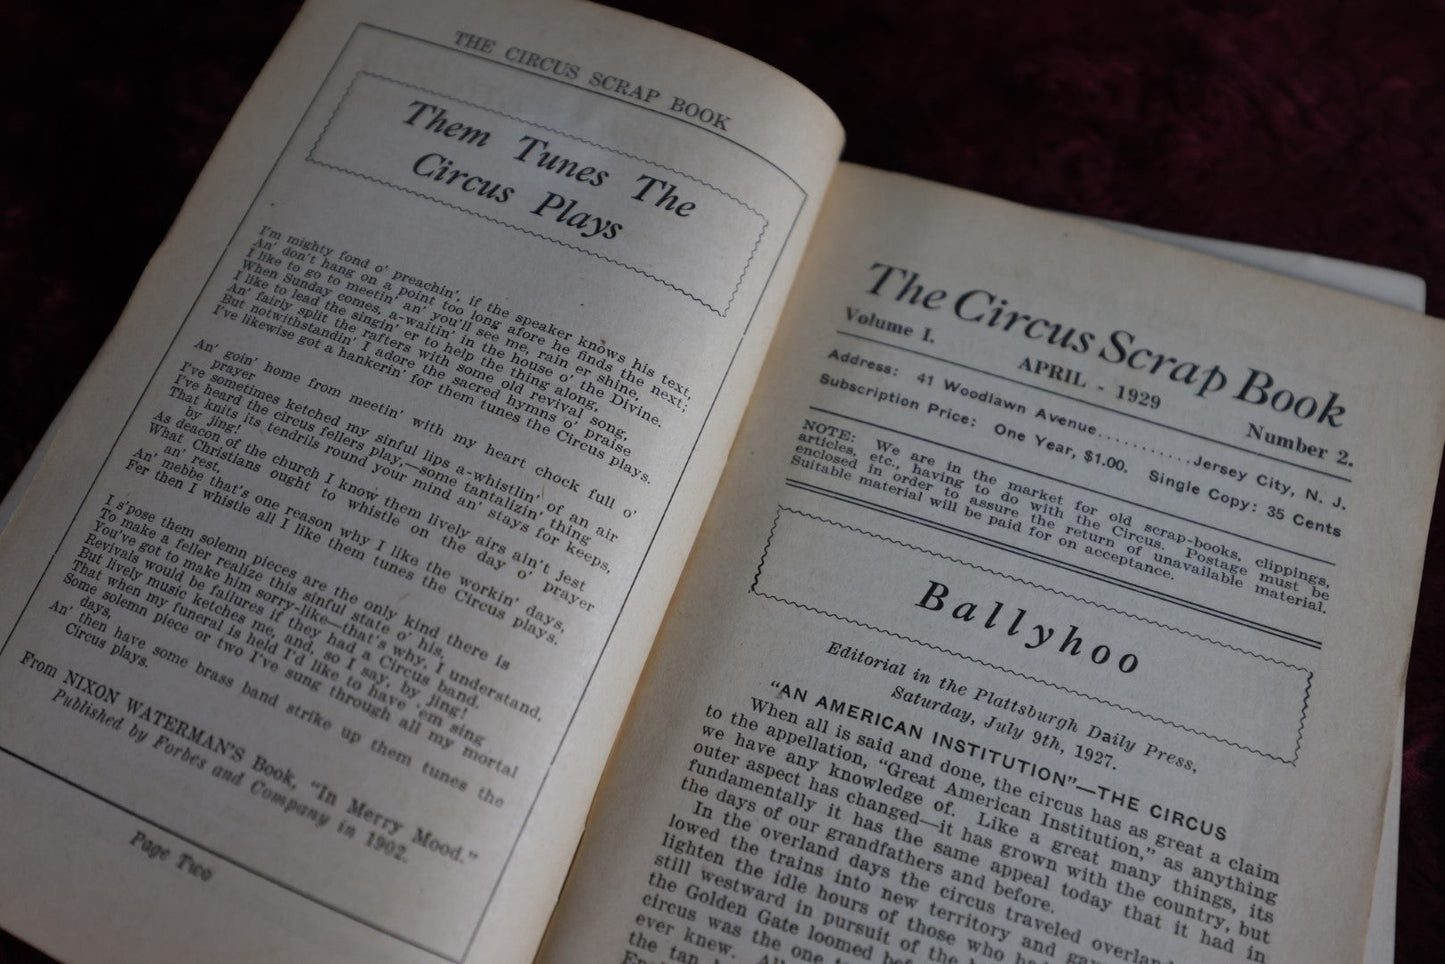 THE CIRCUS SCRAP BOOK
Them Tunes The
Circus Plays
I'm mighty fond o' preachin', if the speaker knows his text,
An' don't hang on a point too long afore he finds the next;
I like to go to meetin' an' you'll see me, rain er shine,
When Sunday comes, a-waitin' in the house o' the Divine.
I like to lead the singin' er to help the thing along,
An' fairly split the rafters with some old revival song,
But notwithstandin' I adore the sacred hymns o' praise
I've likewise got a hankerin' for them tunes the Circus plays.
An' goin' home from meetin' with my heart chock full o'
prayer
I've sometimes ketched my sinful lips a-whistlin' of an air
I've heard the circus fellers play,—some tantalizin' thing
That knits its tendrils round your mind an' stays for keeps,
by jing!
As deacon of the church I know them lively airs ain't jest
What Christians ought to whistle on the day o' prayer
an' rest,
An' mebbe that's one reason why I like the workin' days,
Fer then I whistle all I like them tunes the Circus plays.
I s'pose them solemn pieces are the only kind there is
To make a feller realize this sinful state o' his.
You've got to make him sorry-like—that's why, I understand,
Revivals would be failures if they had a Circus band.
But lively music ketches me, and, so I say, by jing!
That when my funeral is held I'd like to have 'em sing
Some solemn piece or two I've sung through all my mortal
days,
An' then have some brass band strike up them tunes the
Circus plays.
From NIXON WATERMAN'S Book, "In Merry Mood."
Published by Forbes and Company in 1902.
Page Two
The Circus Scrap Book
Volume I. APRIL - 1929 Number 2.
Address: 41 Woodlawn Avenue..........Jersey City, N. J.
Subscription Price: One Year, $1.00. Single Copy: 35 Cents
NOTE: We are in the market for old scrap-books, clippings,
articles, etc., having to do with the Circus. Postage must be
enclosed in order to assure the return of unavailable material.
Suitable material will be paid for on acceptance.
Ballyhoo
Editorial in the Plattsburgh Daily Press,
Saturday, July 9th, 1927.
"AN AMERICAN INSTITUTION"—THE CIRCUS
When all is said and done, the circus has as great a claim
to the appellation, "Great American Institution," as anything
we have any knowledge of. Like a great many things, its
outer aspect has changed—it has grown with the country, but
fundamentally it has the same appeal today that it had in
the days of our grandfathers and before.
In the overland days the circus traveled overland
lowed the trains into new territory and
lighten the idle hours of those who
still westward in pursuit of the
the Golden Gate loomed
circus was the one
ever knew.
the tan